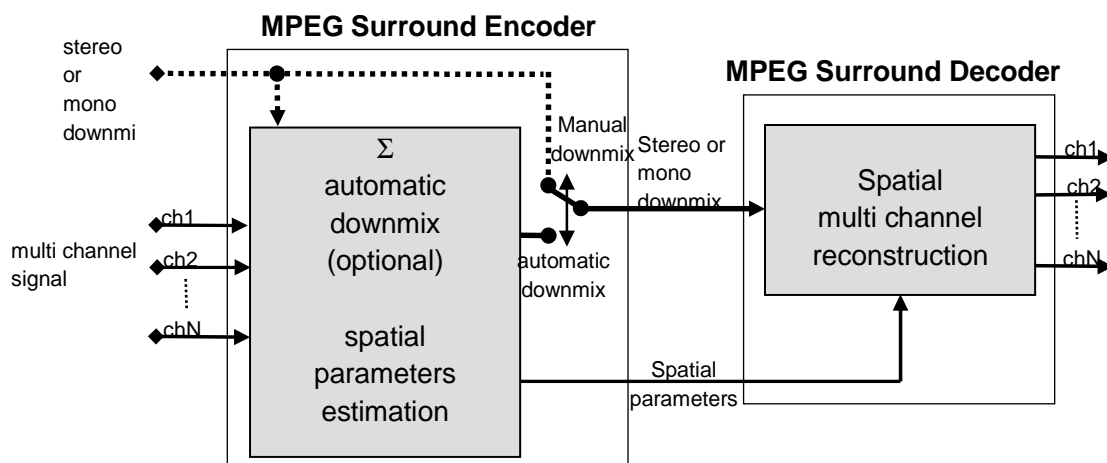 MPEG Surround Encoder
stereo
or
mono
downmi
MPEG Surround Decoder
Σ
automatic
downmix
(optional)
spatial
parameters
estimation
Manual
downmix
Stereo or
mono
downmix
automatic
downmix
multi channel
signal
ch1
ch2
chN
Spatial
multi channel
reconstruction
ch1
ch2
chN
Spatial
parameters